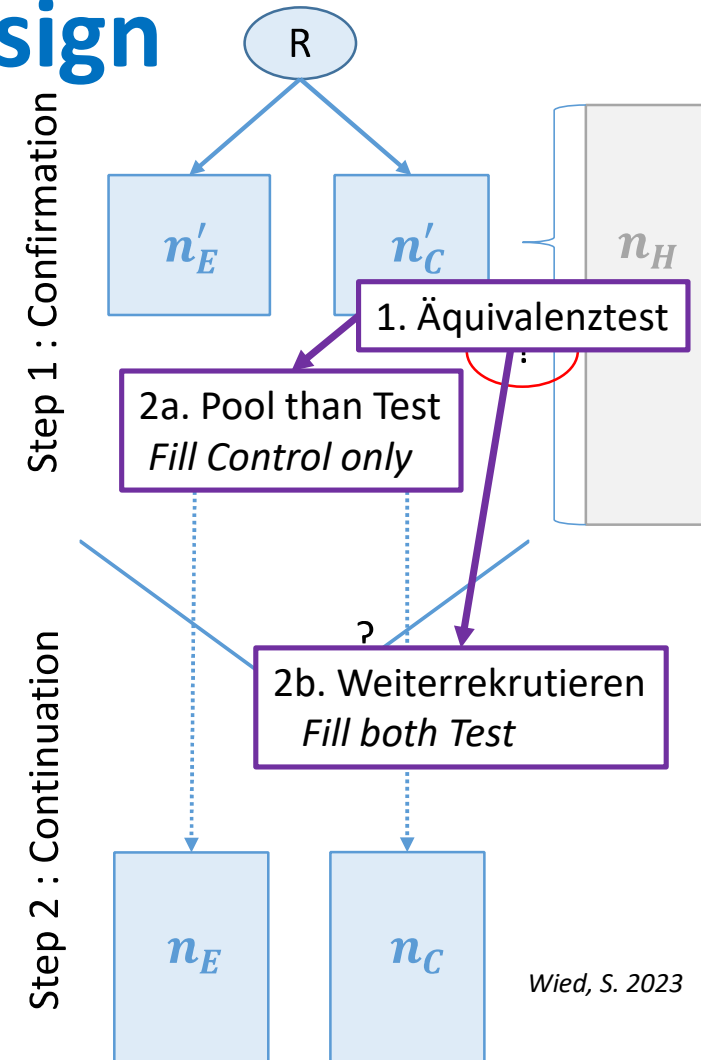 sign
R
Step 1 : Confirmation
n′E
n′C
nH
1. Äquivalenztest
?
2a. Pool than Test
Fill Control only
?
2b. Weiterrekrutieren
Fill both Test
Step 2 : Continuation
nE
nC
Wied, S. 2023